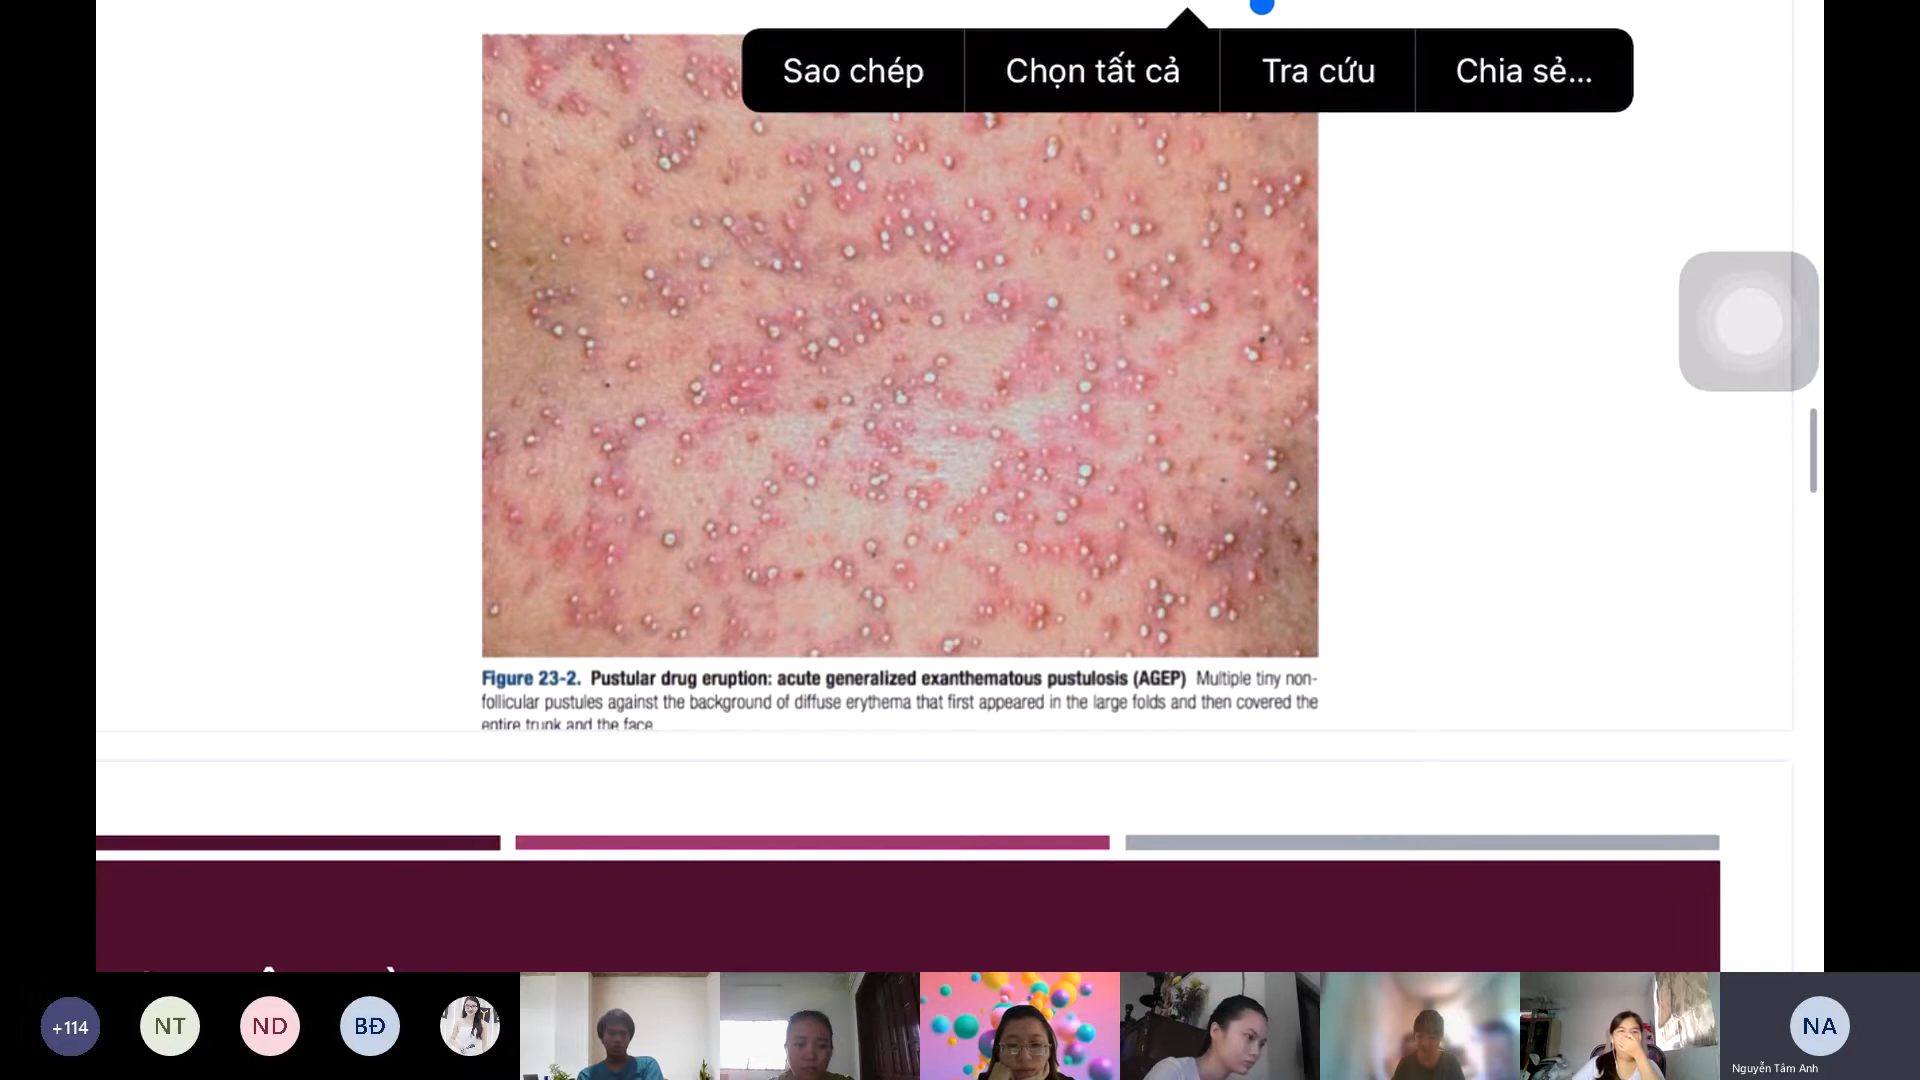 Sao chép
Chọn tất cả
Tra cứu
Chia sẻ...
Figure 23-2. Pustular drug eruption: acute generalized exanthematous pustulosis (AGEP) Multiple tiny non-
follicular pustules against the background of diffuse erythema that first appeared in the large folds and then covered the
entire trunk and the face
+114
NT
ND
BĐ
NA
Nguyễn Tâm Anh